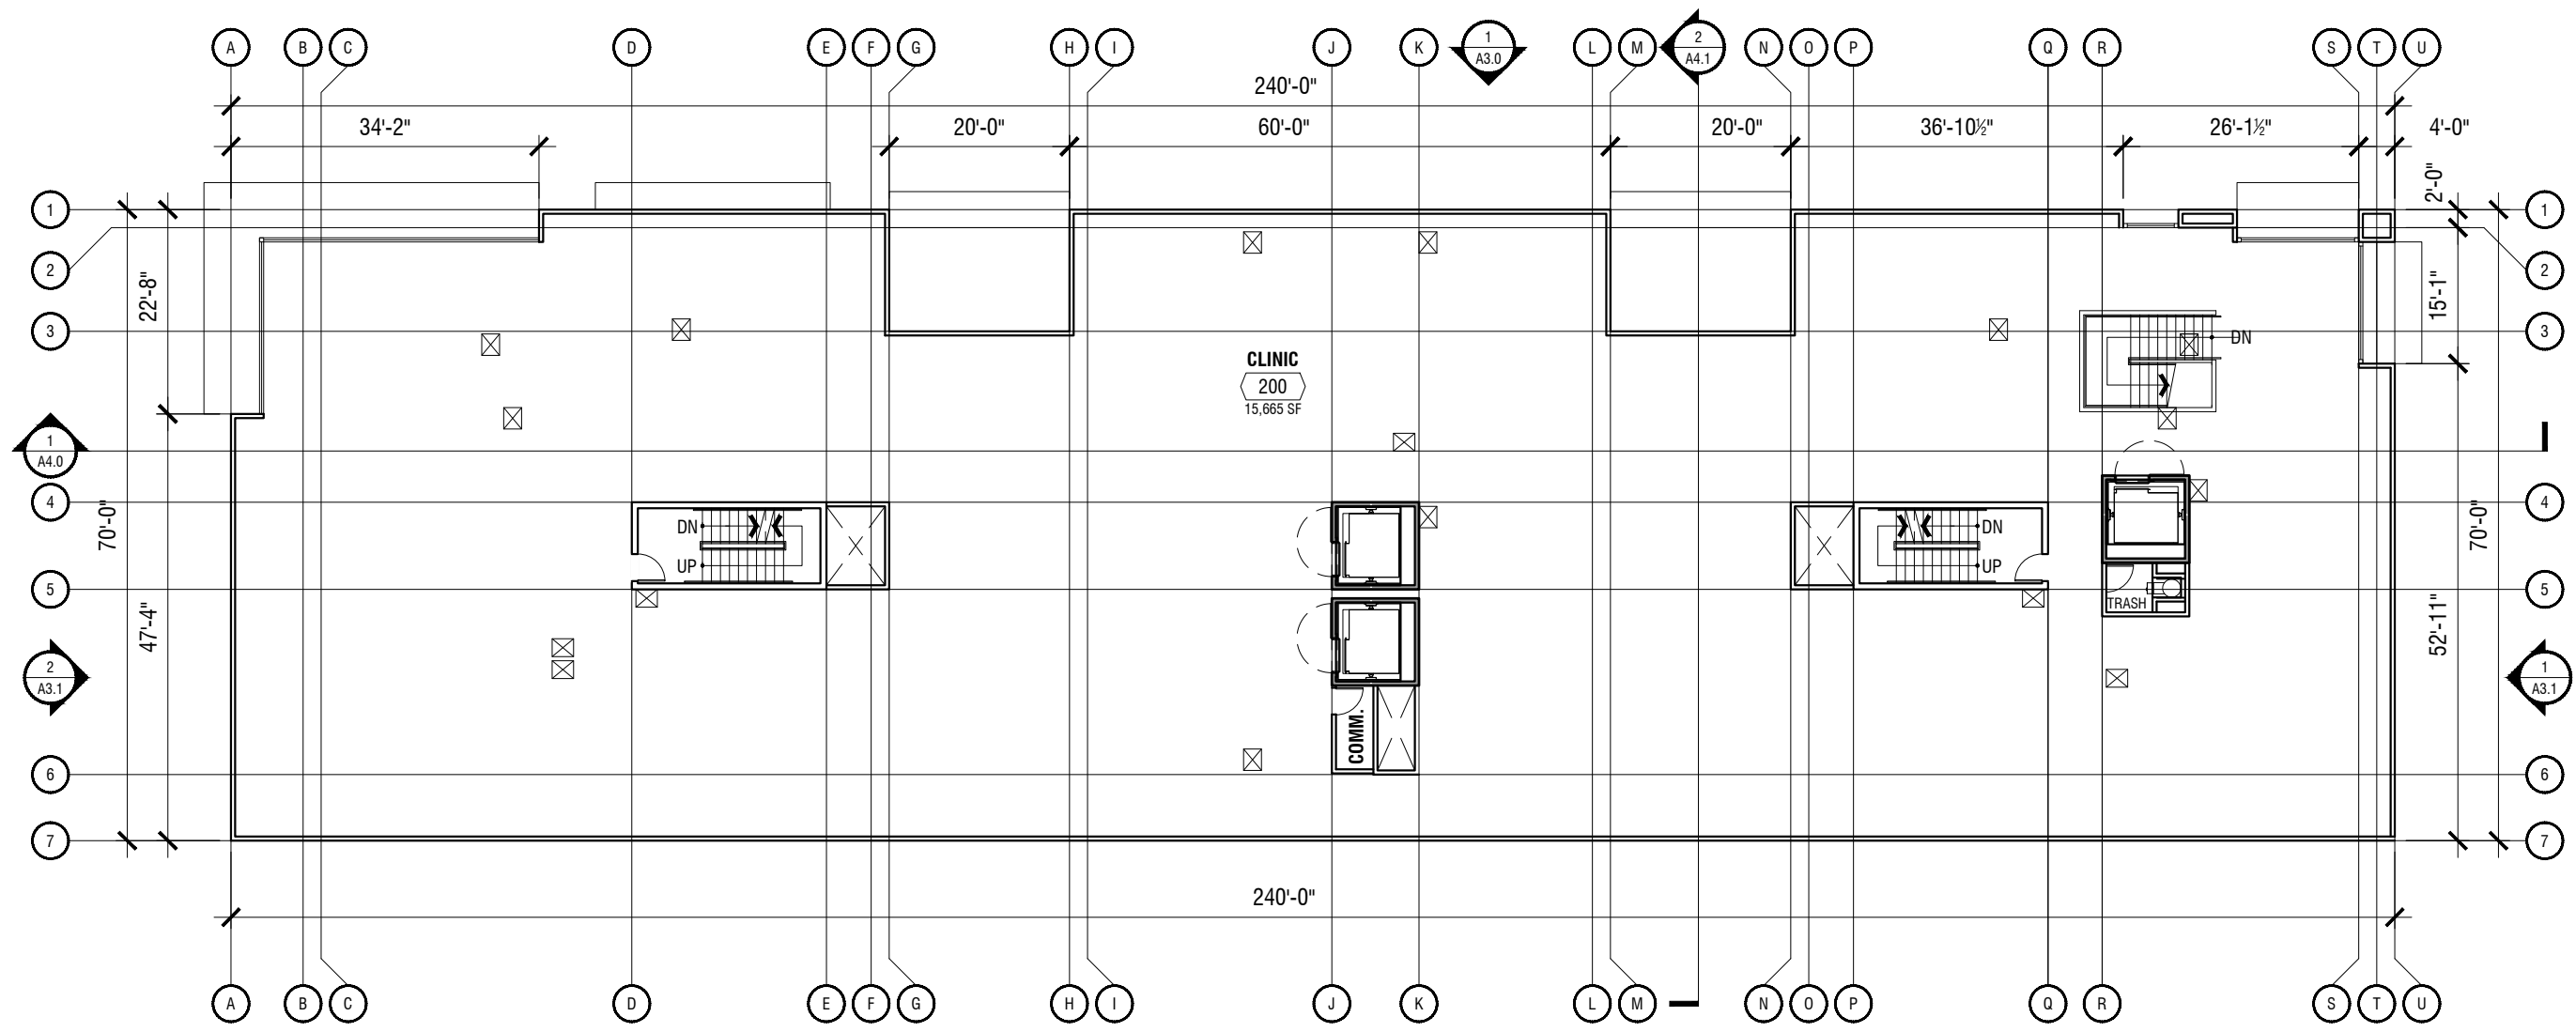 A B C D E F G H I J K 1 L M 2 N O P Q R S T U
A3.0 A4.1
240'-0"
34'-2" 20'-0" 60'-0" 20'-0" 36'-10½" 26'-1½" 4'-0"
2'-0"
1 1
2 2
22'-8" 15'-1"
3 3
DN
CLINIC
200
15,665 SF
1
A4.0
4 4
70'-0" 70'-0"
DN DN
UP UP
5 5
TRASH
47'-4" 52'-11"
2 1
A3.1 A3.1
COMM.
6 6
7 7
240'-0"
A B C D E F G H I J K L M N O P Q R S T U